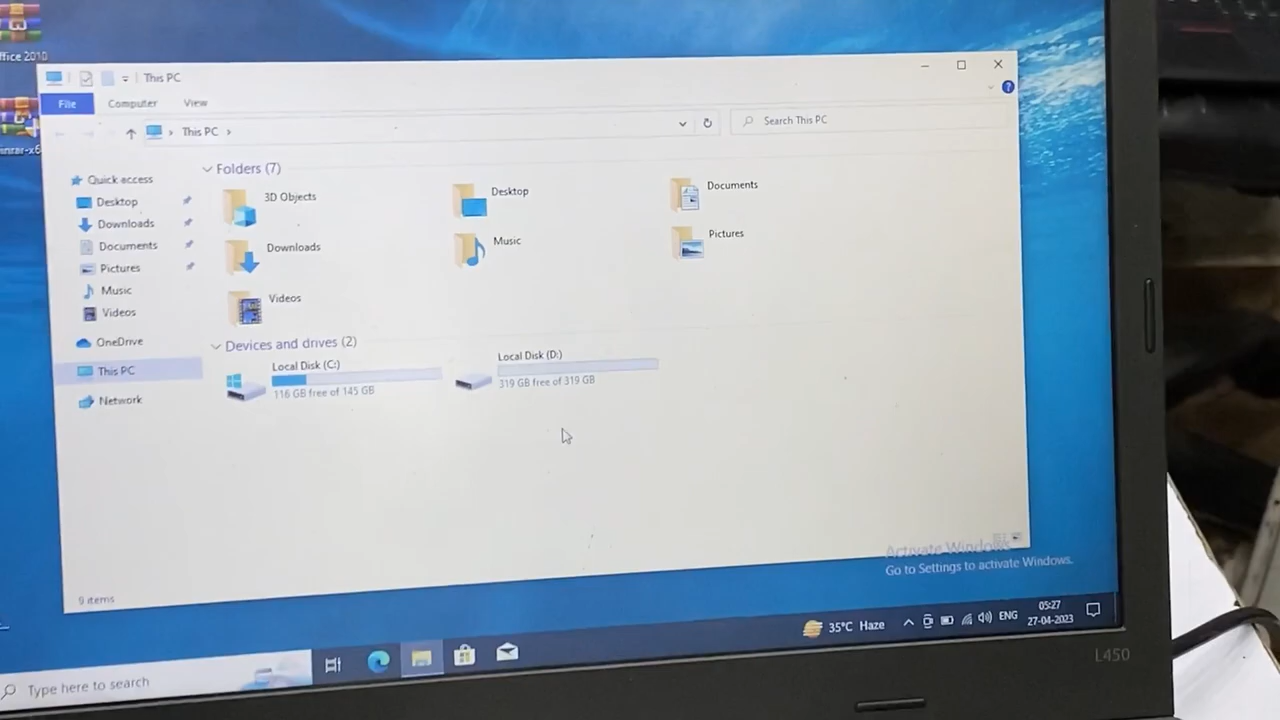 ffice 2010
This PC
File Computer View
This PC
Search This PC
inrar-x6
Quick access
Desktop
Downloads
Documents
Pictures
Music
Videos
OneDrive
This PC
Network
Folders (7)
3D Objects
Desktop
Documents
Downloads
Music
Pictures
Videos
Devices and drives (2)
Local Disk (C:)
116 GB free of 145 GB
Local Disk (D:)
319 GB free of 319 GB
9 items
Activate Windows
Go to Settings to activate Windows.
Type here to search
35°C Haze
ENG
05:27
27-04-2023
L450